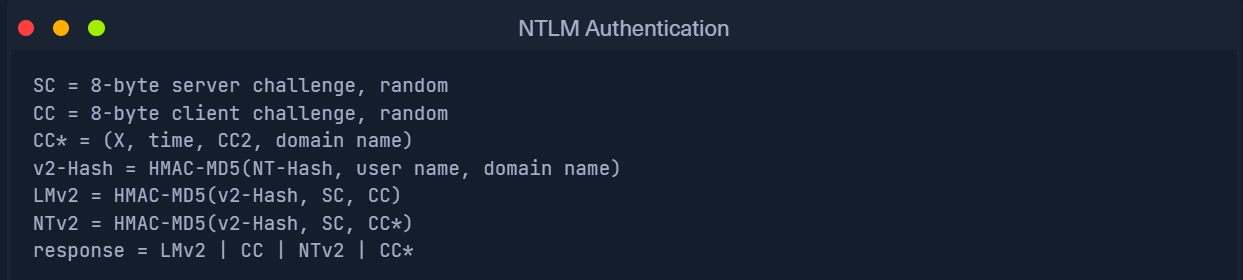 NTLM Authentication
SC = 8-byte server challenge, random
CC = 8-byte client challenge, random
CC* = (X, time, CC2, domain name)
v2-Hash = HMAC-MD5(NT-Hash, user name, domain name)
LMv2 = HMAC-MD5(v2-Hash, SC, CC)
NTv2 = HMAC-MD5(v2-Hash, SC, CC*)
response = LMv2 | CC | NTv2 | CC*